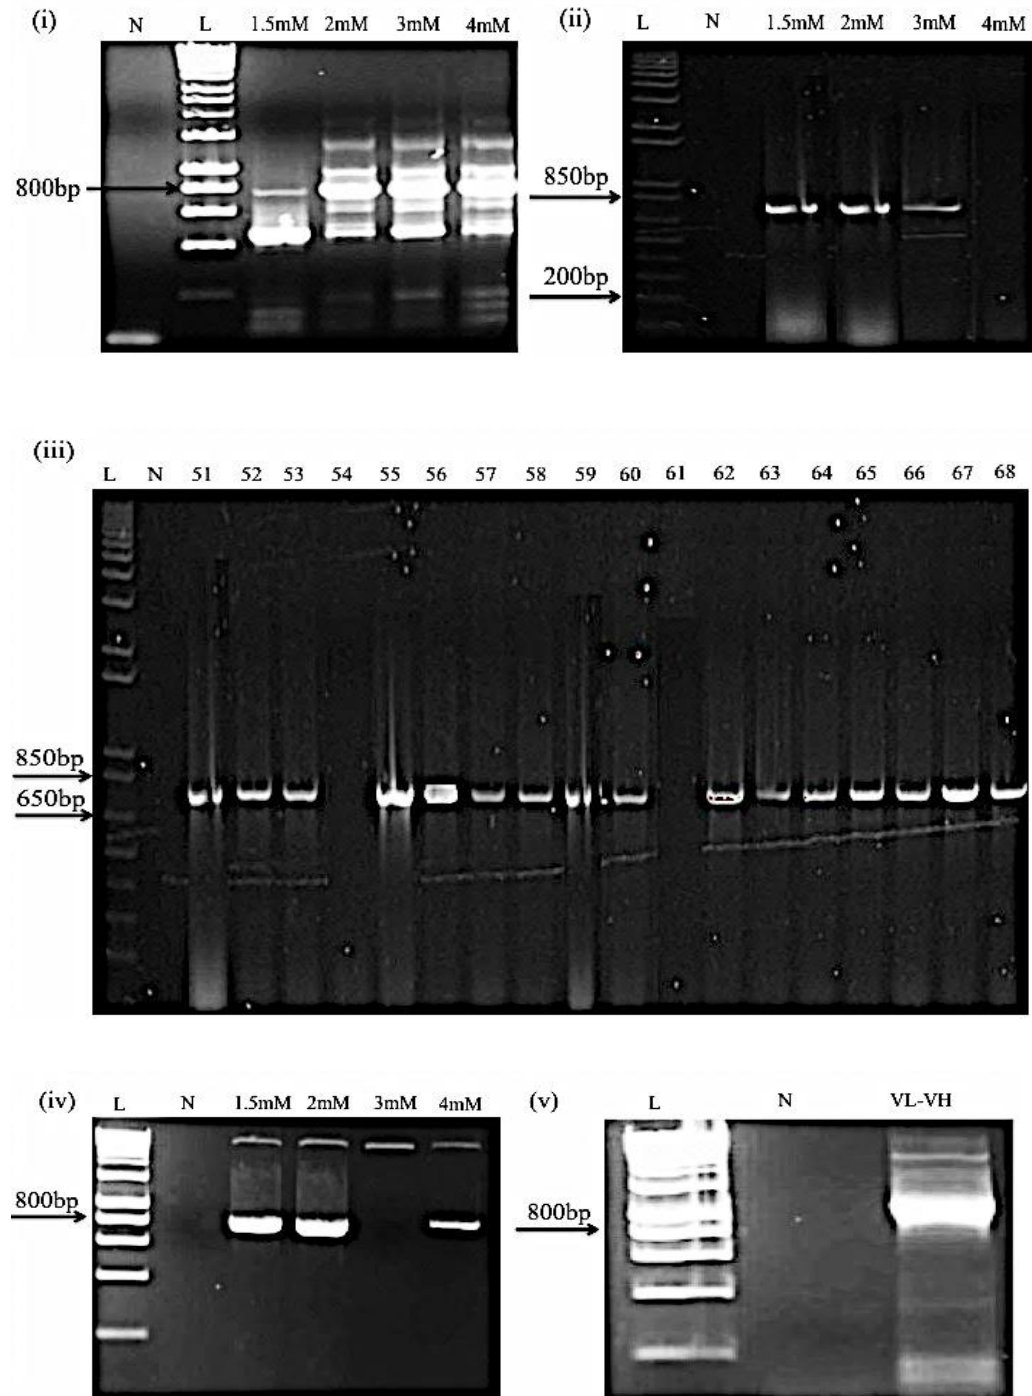 (i)
N L 1.5mM 2mM 3mM 4mM
800bp
(ii)
L N 1.5mM 2mM 3mM 4mM
850bp
200bp
(iii)
L N 51 52 53 54 55 56 57 58 59 60 61 62 63 64 65 66 67 68
850bp
650bp
(iv)
L N 1.5mM 2mM 3mM 4mM
800bp
(v)
L N VL-VH
800bp